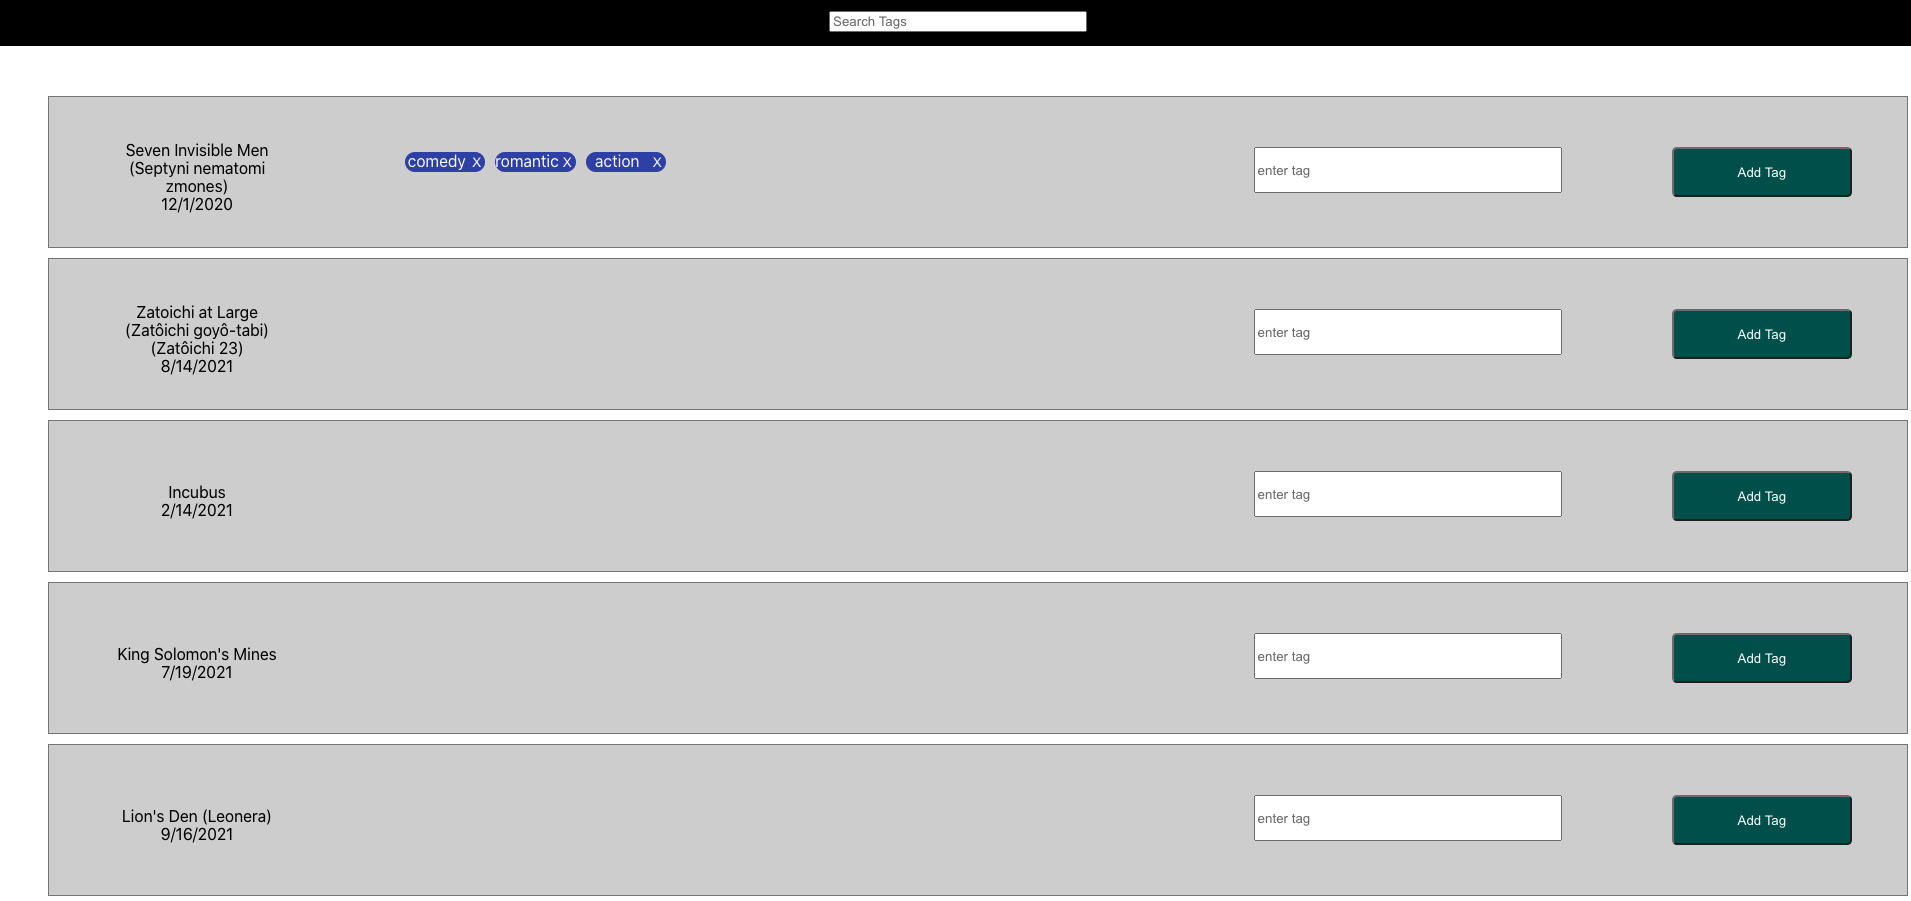 Search Tags
Seven Invisible Men
(Septyni nematomi
zmones)
12/1/2020
comedy X romantic X action X
enter tag
Add Tag
Zatoichi at Large
(Zatôichi goyô-tabi)
(Zatôichi 23)
8/14/2021
enter tag
Add Tag
Incubus
2/14/2021
enter tag
Add Tag
King Solomon's Mines
7/19/2021
enter tag
Add Tag
Lion's Den (Leonera)
9/16/2021
enter tag
Add Tag